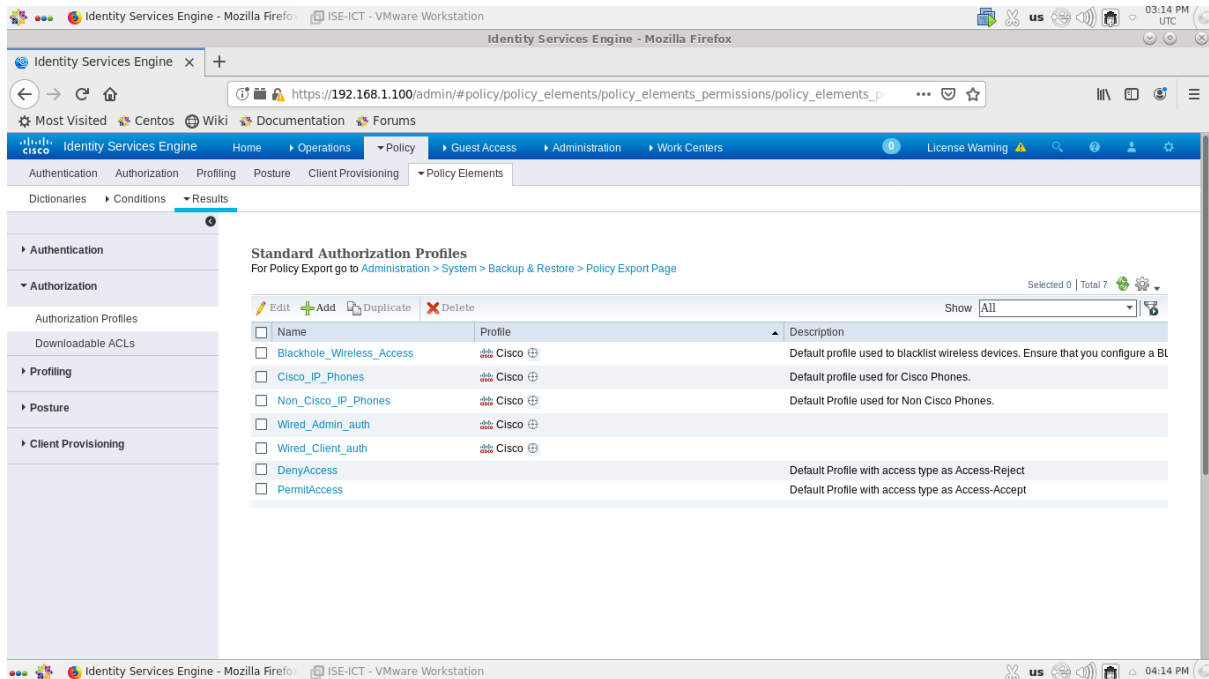 Identity Services Engine - Mozilla Firefox ISE-ICT - VMware Workstation us 03:14 PM UTC
Identity Services Engine - Mozilla Firefox
Identity Services Engine
https://192.168.1.100/admin/#policy/policy_elements/policy_elements_permissions/policy_elements_p
Most Visited Centos Wiki Documentation Forums
CISCO Identity Services Engine Home Operations Policy Guest Access Administration Work Centers 0 License Warning
Authentication Authorization Profiling Posture Client Provisioning Policy Elements
Dictionaries Conditions Results
Authentication
Authorization
Authorization Profiles
Downloadable ACLs
Profiling
Posture
Client Provisioning
Standard Authorization Profiles
For Policy Export go to Administration > System > Backup & Restore > Policy Export Page
Selected 0 | Total 7
Edit Add Duplicate Delete Show All
Name Profile Description
Blackhole_Wireless_Access Cisco Default profile used to blacklist wireless devices. Ensure that you configure a BL
Cisco_IP_Phones Cisco Default profile used for Cisco Phones.
Non_Cisco_IP_Phones Cisco Default Profile used for Non Cisco Phones.
Wired_Admin_auth Cisco
Wired_Client_auth Cisco
DenyAccess Default Profile with access type as Access-Reject
PermitAccess Default Profile with access type as Access-Accept
Identity Services Engine - Mozilla Firefox ISE-ICT - VMware Workstation us 04:14 PM